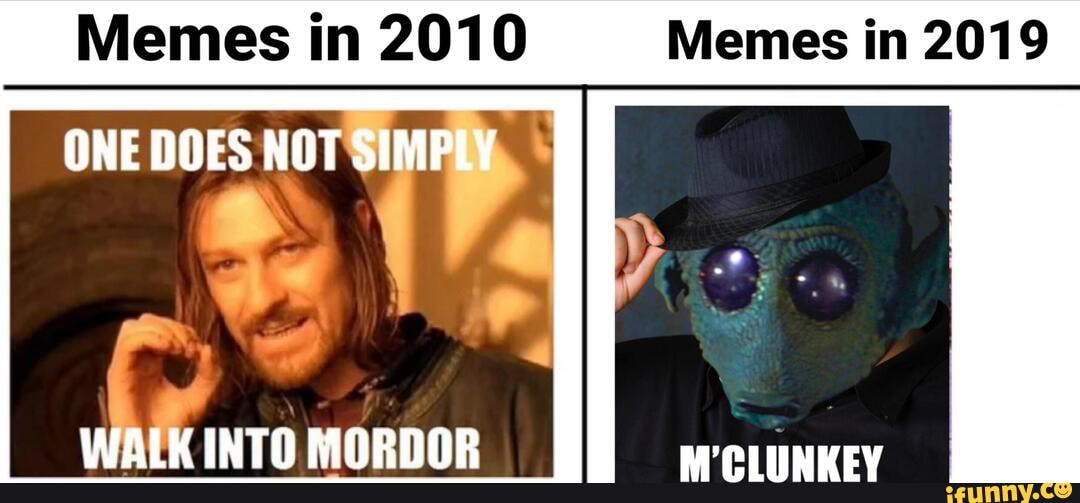 Memes in 2010
Memes in 2019
ONE DOES NOT SIMPLY
WALK INTO MORDOR
M'CLUNKEY
ifunny.co